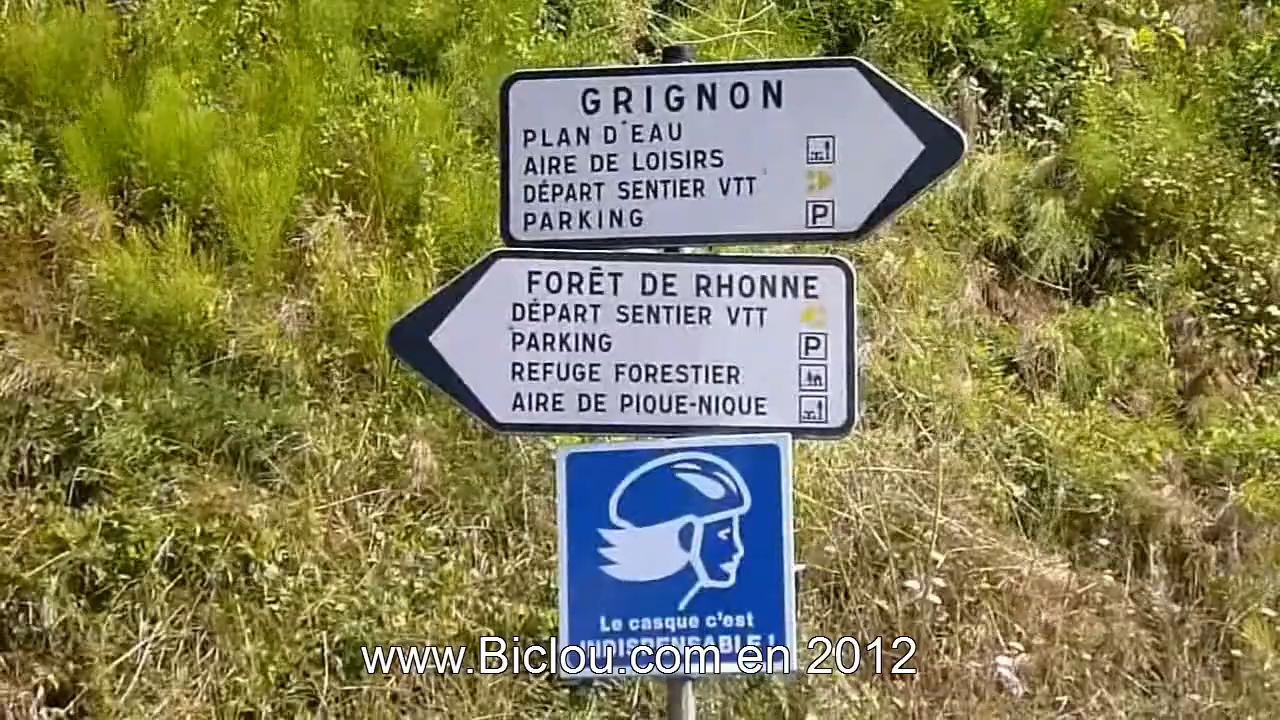 GRIGNON
PLAN D'EAU
AIRE DE LOISIRS
DÉPART SENTIER VTT
PARKING P
FORÊT DE RHONNE
DÉPART SENTIER VTT
PARKING P
REFUGE FORESTIER
AIRE DE PIQUE-NIQUE
Le casque c'est
INDISPENSABLE !
www.Biclou.com en 2012